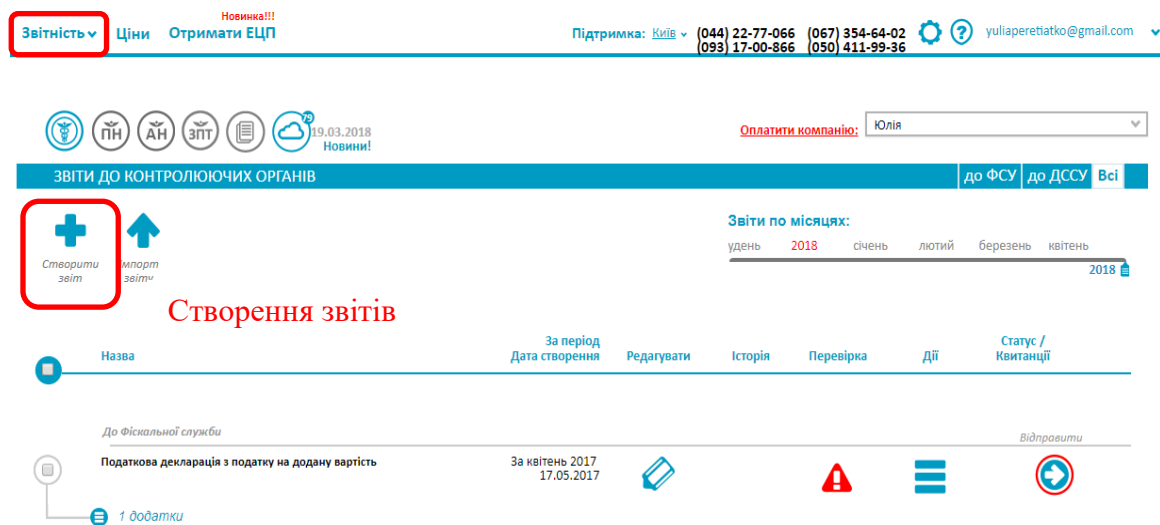 Новинка!!!
Звітність Ціни Отримати ЕЦП Підтримка: Київ (044) 22-77-066 (067) 354-64-02 yuliaperetiatko@gmail.com
(093) 17-00-866 (050) 411-99-36
ПН АН ЗПТ 79
19.03.2018
Новини!
Оплатити компанію: Юлія
ЗВІТИ ДО КОНТРОЛЮЮЧИХ ОРГАНІВ до ФСУ до ДССУ Всі
Звіти по місяцях:
удень 2018 січень лютий березень квітень
2018
Створити Імпорт
звіт звіту
Створення звітів
Назва За період Дата створення Редагувати Історія Перевірка Дії Статус / Квитанції
До Фіскальної служби Відправити
Податкова декларація з податку на додану вартість За квітень 2017
17.05.2017
1 додатки